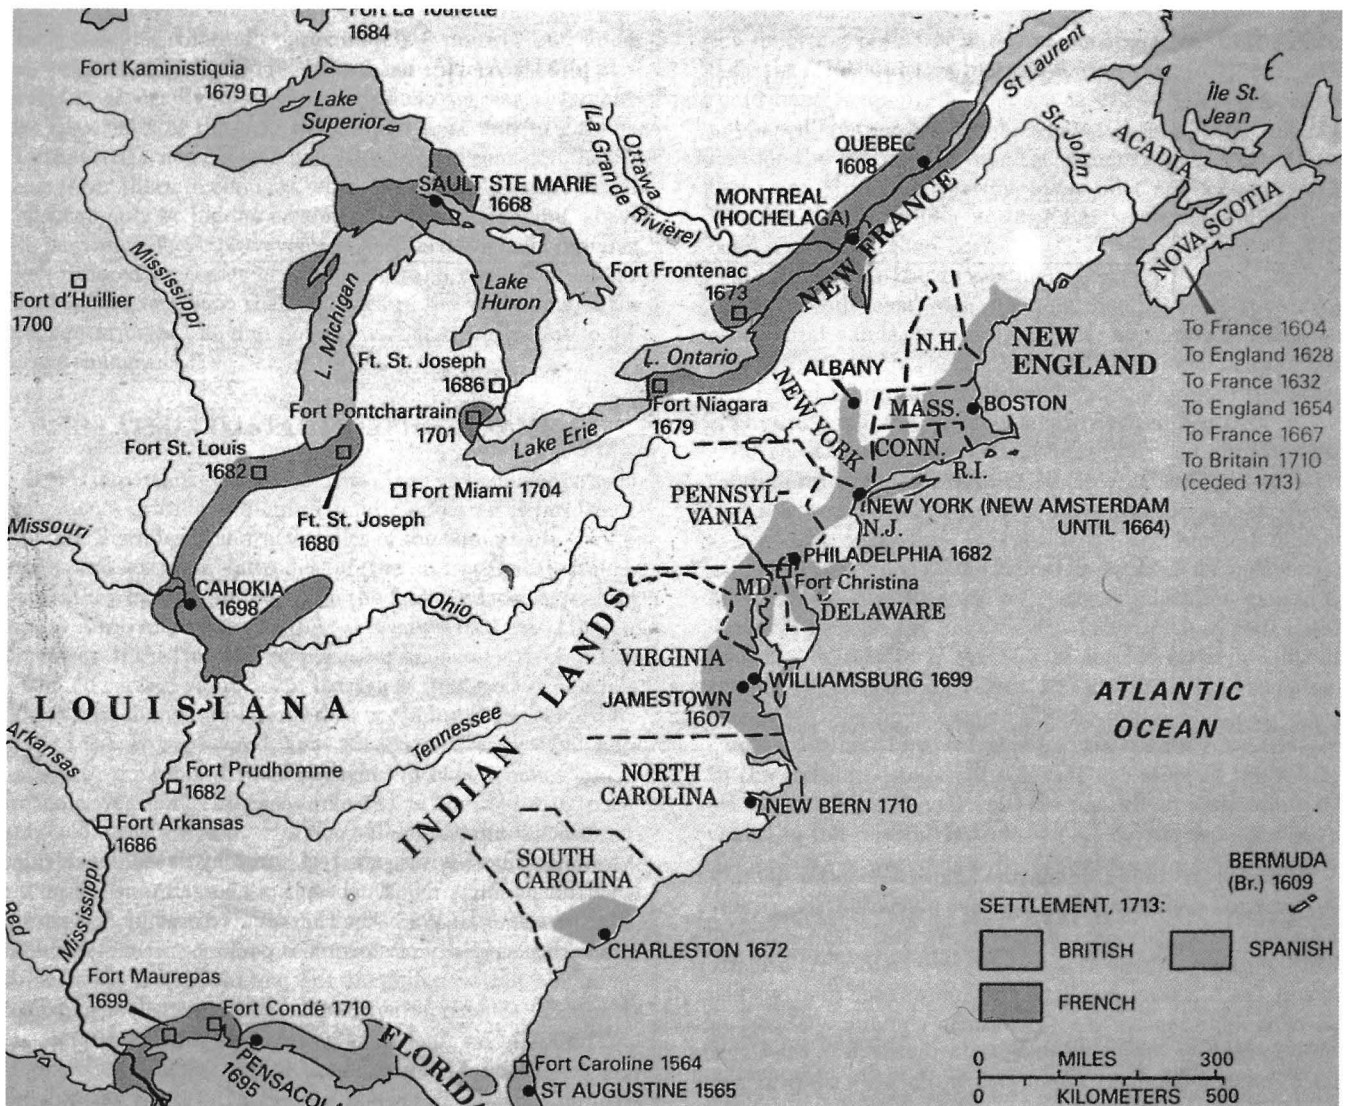 Fort La Tourette
1684
Fort Kaministiquia
1679
Lake
Superior
SAULT STE MARIE
1668
Ottawa
(La Grande Rivière)
St Laurent
QUEBEC
1608
MONTREAL
(HOCHELAGA)
NEW FRANCE
St. John
ACADIA
Île St.
Jean
NOVA SCOTIA
To France 1604
To England 1628
To France 1632
To England 1654
To France 1667
To Britain 1710
(ceded 1713)
Mississippi
Fort d'Huillier
1700
L. Michigan
Lake
Huron
Fort Frontenac
1673
L. Ontario
Ft. St. Joseph
1686
Fort Pontchartrain
1701
Lake Erie
Fort Niagara
1679
Fort St. Louis
1682
Fort Miami 1704
Ft. St. Joseph
1680
N.H.
NEW
ENGLAND
ALBANY
NEW YORK
MASS.
BOSTON
CONN.
R.I.
PENNSYL-
VANIA
NEW YORK (NEW AMSTERDAM
UNTIL 1664)
N.J.
PHILADELPHIA 1682
Fort Christina
MD.
DELAWARE
Missouri
CAHOKIA
1698
Ohio
INDIAN LANDS
VIRGINIA
WILLIAMSBURG 1699
JAMESTOWN
1607
LOUISIANA
Tennessee
ATLANTIC
OCEAN
Arkansas
Fort Prudhomme
1682
Fort Arkansas
1686
NORTH
CAROLINA
NEW BERN 1710
SOUTH
CAROLINA
CHARLESTON 1672
Red
Mississippi
Fort Maurepas
1699
Fort Condé 1710
PENSACOLA
1695
FLORIDA
Fort Caroline 1564
ST AUGUSTINE 1565
BERMUDA
(Br.) 1609
SETTLEMENT, 1713:
BRITISH
SPANISH
FRENCH
0 MILES 300
0 KILOMETERS 500